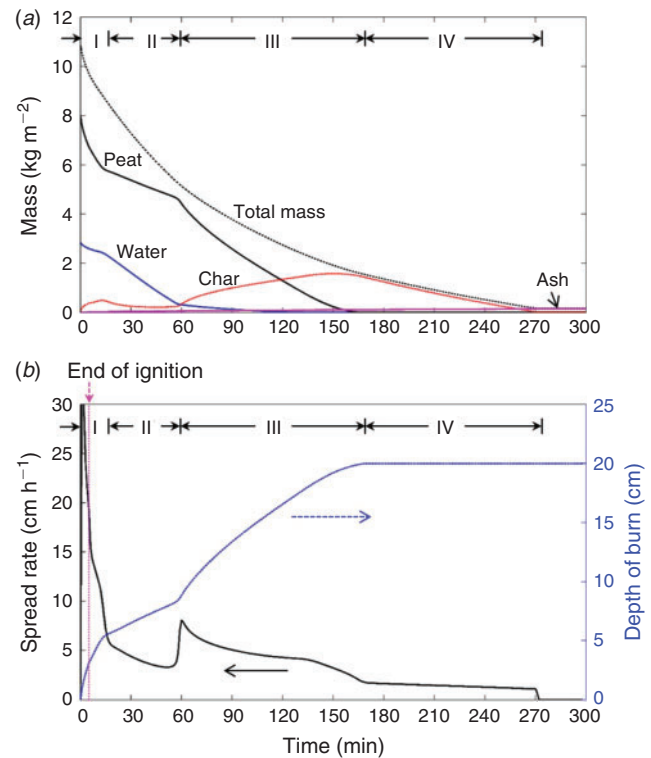 (a)
12
10
8
6
4
2
0
Mass (kg m−2)
I II III IV
Peat
Total mass
Water
Char
Ash
0 30 60 90 120 150 180 210 240 270 300
(b)
End of ignition
30
25
20
15
10
5
0
Spread rate (cm h−1)
I II III IV
25
20
15
10
5
0
Depth of burn (cm)
0 30 60 90 120 150 180 210 240 270 300
Time (min)